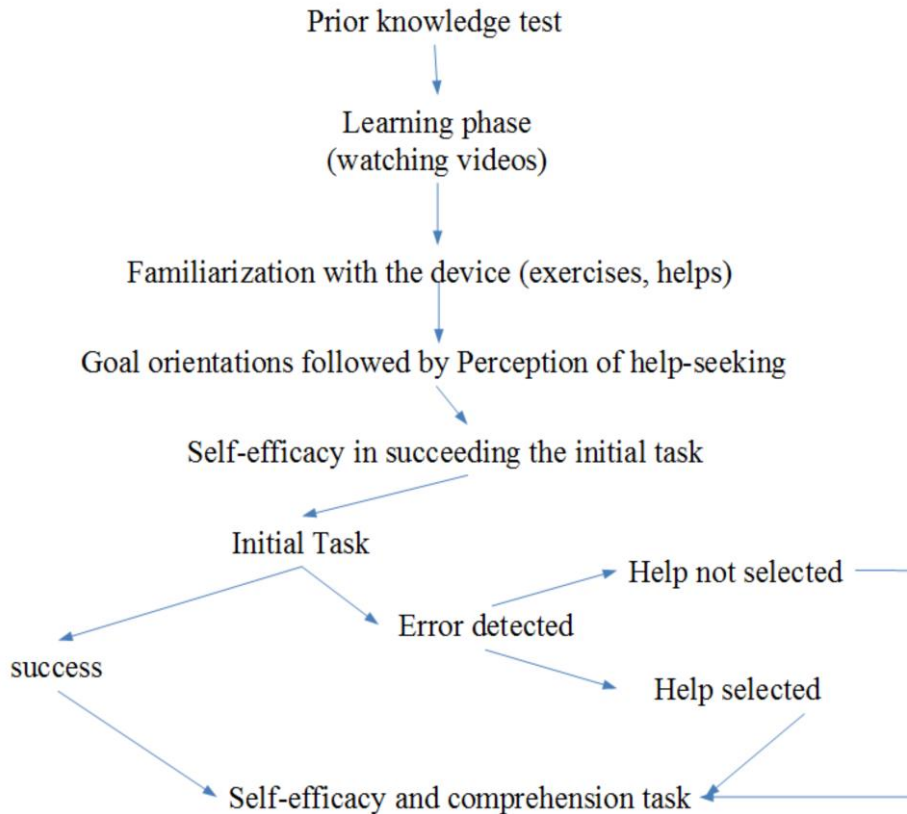 Prior knowledge test
Learning phase
(watching videos)
Familiarization with the device (exercises, helps)
Goal orientations followed by Perception of help-seeking
Self-efficacy in succeeding the initial task
Initial Task
Help not selected
Error detected
success
Help selected
Self-efficacy and comprehension task